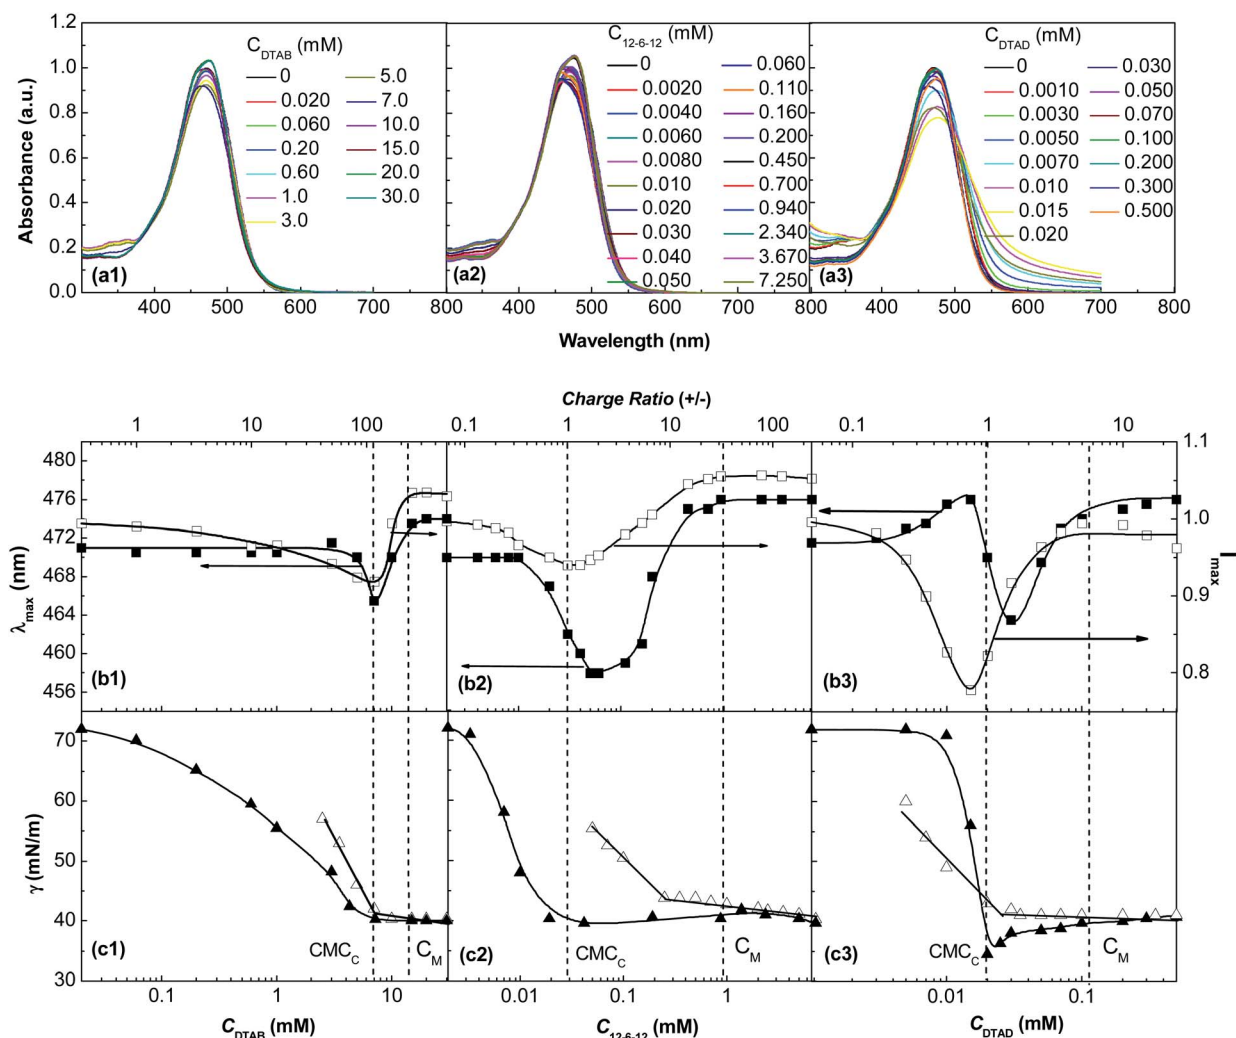 Absorbance (a.u.)
1.2
1.0
0.8
0.6
0.4
0.2
0.0
C_DTAB (mM)
0 5.0
0.020 7.0
0.060 10.0
0.20 15.0
0.60 20.0
1.0 30.0
3.0
(a1)
C_12-6-12 (mM)
0 0.060
0.0020 0.110
0.0040 0.160
0.0060 0.200
0.0080 0.450
0.010 0.700
0.020 0.940
0.030 2.340
0.040 3.670
0.050 7.250
(a2)
C_DTAD (mM)
0 0.030
0.0010 0.050
0.0030 0.070
0.0050 0.100
0.0070 0.200
0.010 0.300
0.015 0.500
0.020
(a3)
400 500 600 700 800 400 500 600 700 800 400 500 600 700 800
Wavelength (nm)
Charge Ratio (+/-)
1 10 100 0.1 1 10 100 0.1 1 10
λ_max (nm)
480
476
472
468
464
460
456
(b1)
(b2)
(b3)
1.1
1.0
0.9
0.8
I_max
γ (mN/m)
70
60
50
40
30
(c1) CMC_C C_M
(c2) CMC_C C_M
(c3) CMC_C C_M
0.1 1 10 0.01 0.1 1 0.01 0.1
C_DTAB (mM) C_12-6-12 (mM) C_DTAD (mM)